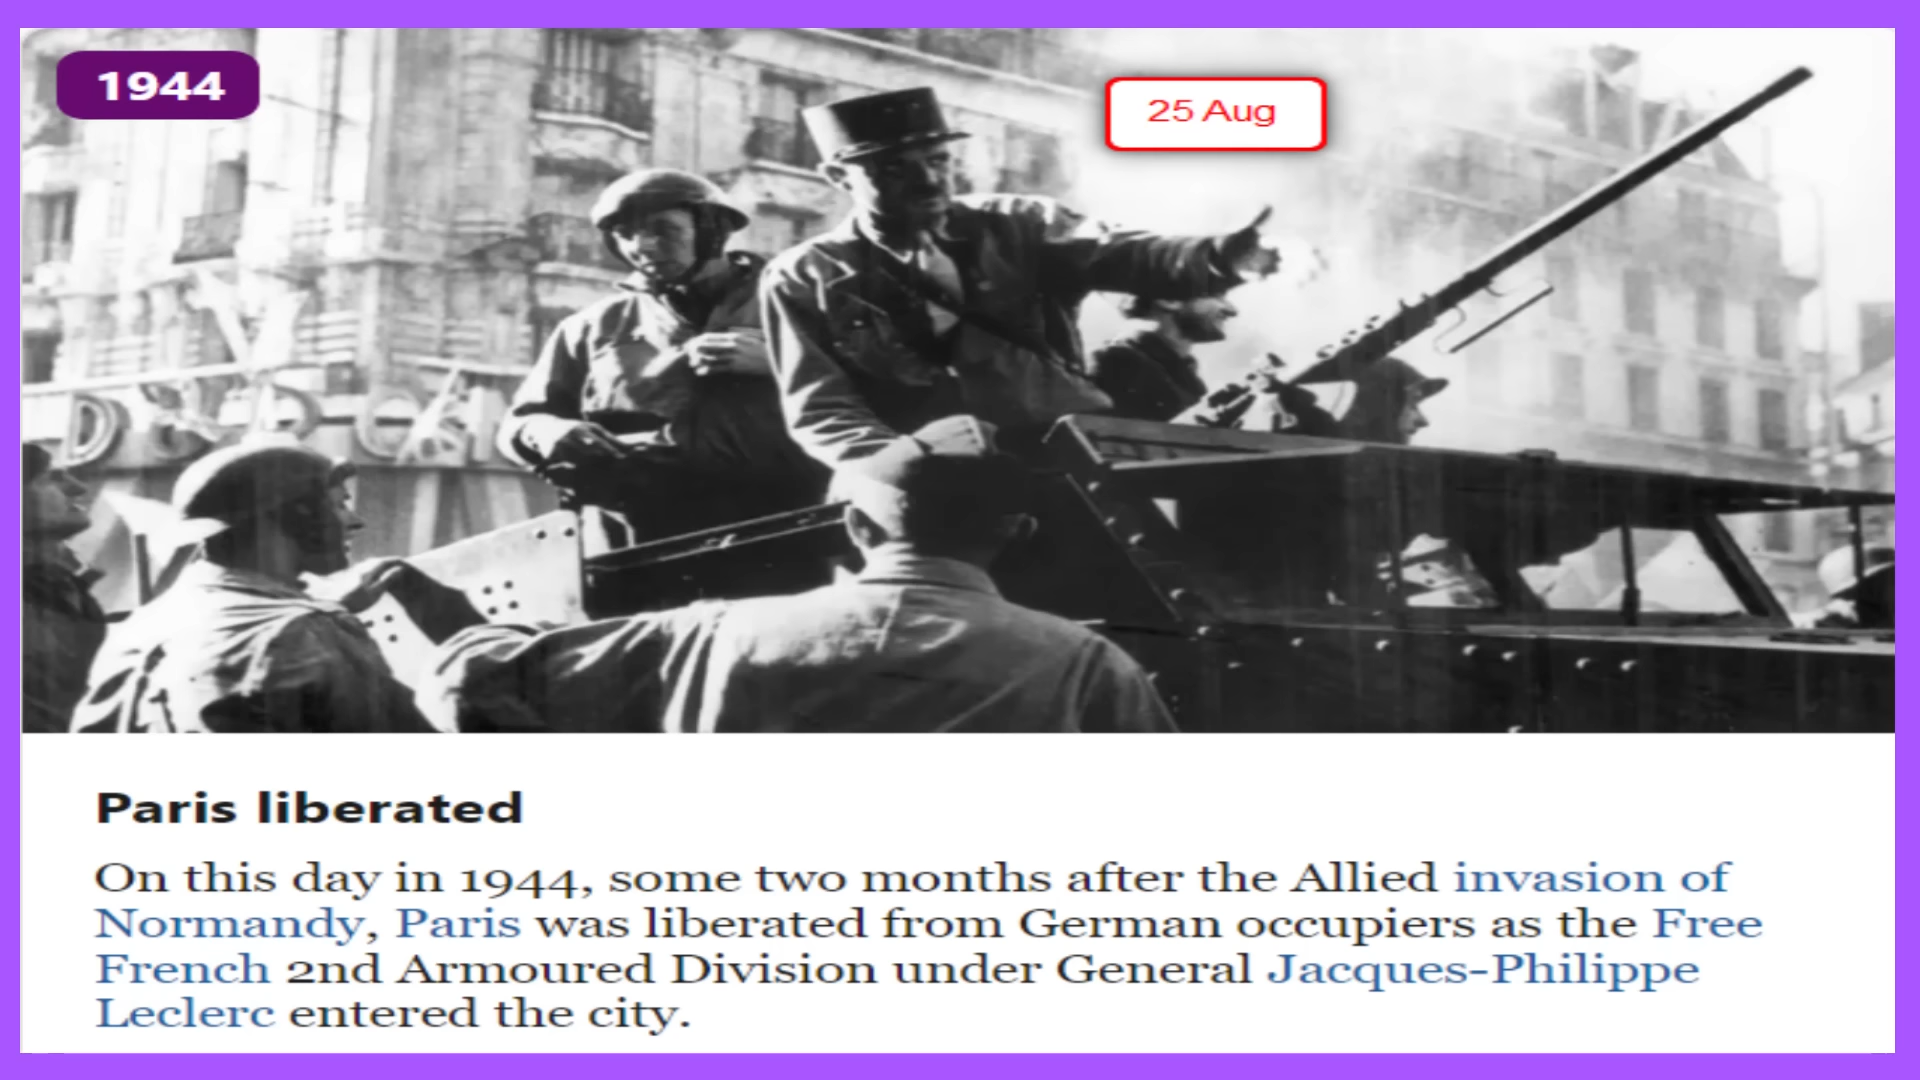 1944
25 Aug
Paris liberated
On this day in 1944, some two months after the Allied invasion of
Normandy, Paris was liberated from German occupiers as the Free
French 2nd Armoured Division under General Jacques-Philippe
Leclerc entered the city.